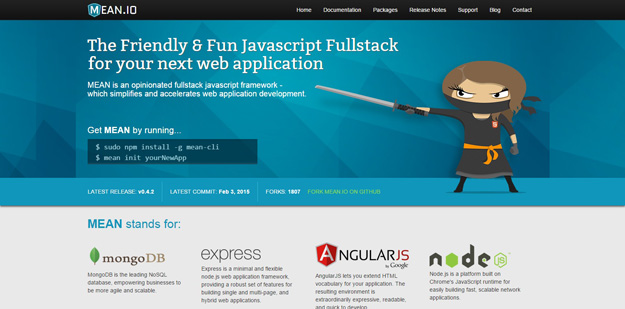 MEAN.IO
Home Documentation Packages Release Notes Support Blog Contact
The Friendly & Fun Javascript Fullstack
for your next web application
MEAN is an opinionated fullstack javascript framework -
which simplifies and accelerates web application development.
Get MEAN by running...
$ sudo npm install -g mean-cli
$ mean init yourNewApp
LATEST RELEASE: v0.4.2 LATEST COMMIT: Feb 3, 2015 FORKS: 1807 FORK MEAN.IO ON GITHUB
MEAN stands for:
mongoDB
MongoDB is the leading NoSQL
database, empowering businesses to
be more agile and scalable.
express
Express is a minimal and flexible
node.js web application framework,
providing a robust set of features for
building single and multi-page, and
hybrid web applications.
ANGULARJS
by Google
AngularJS lets you extend HTML
vocabulary for your application. The
resulting environment is
extraordinarily expressive, readable,
and quick to develop.
node
JS
Node.js is a platform built on
Chrome's JavaScript runtime for
easily building fast, scalable network
applications.